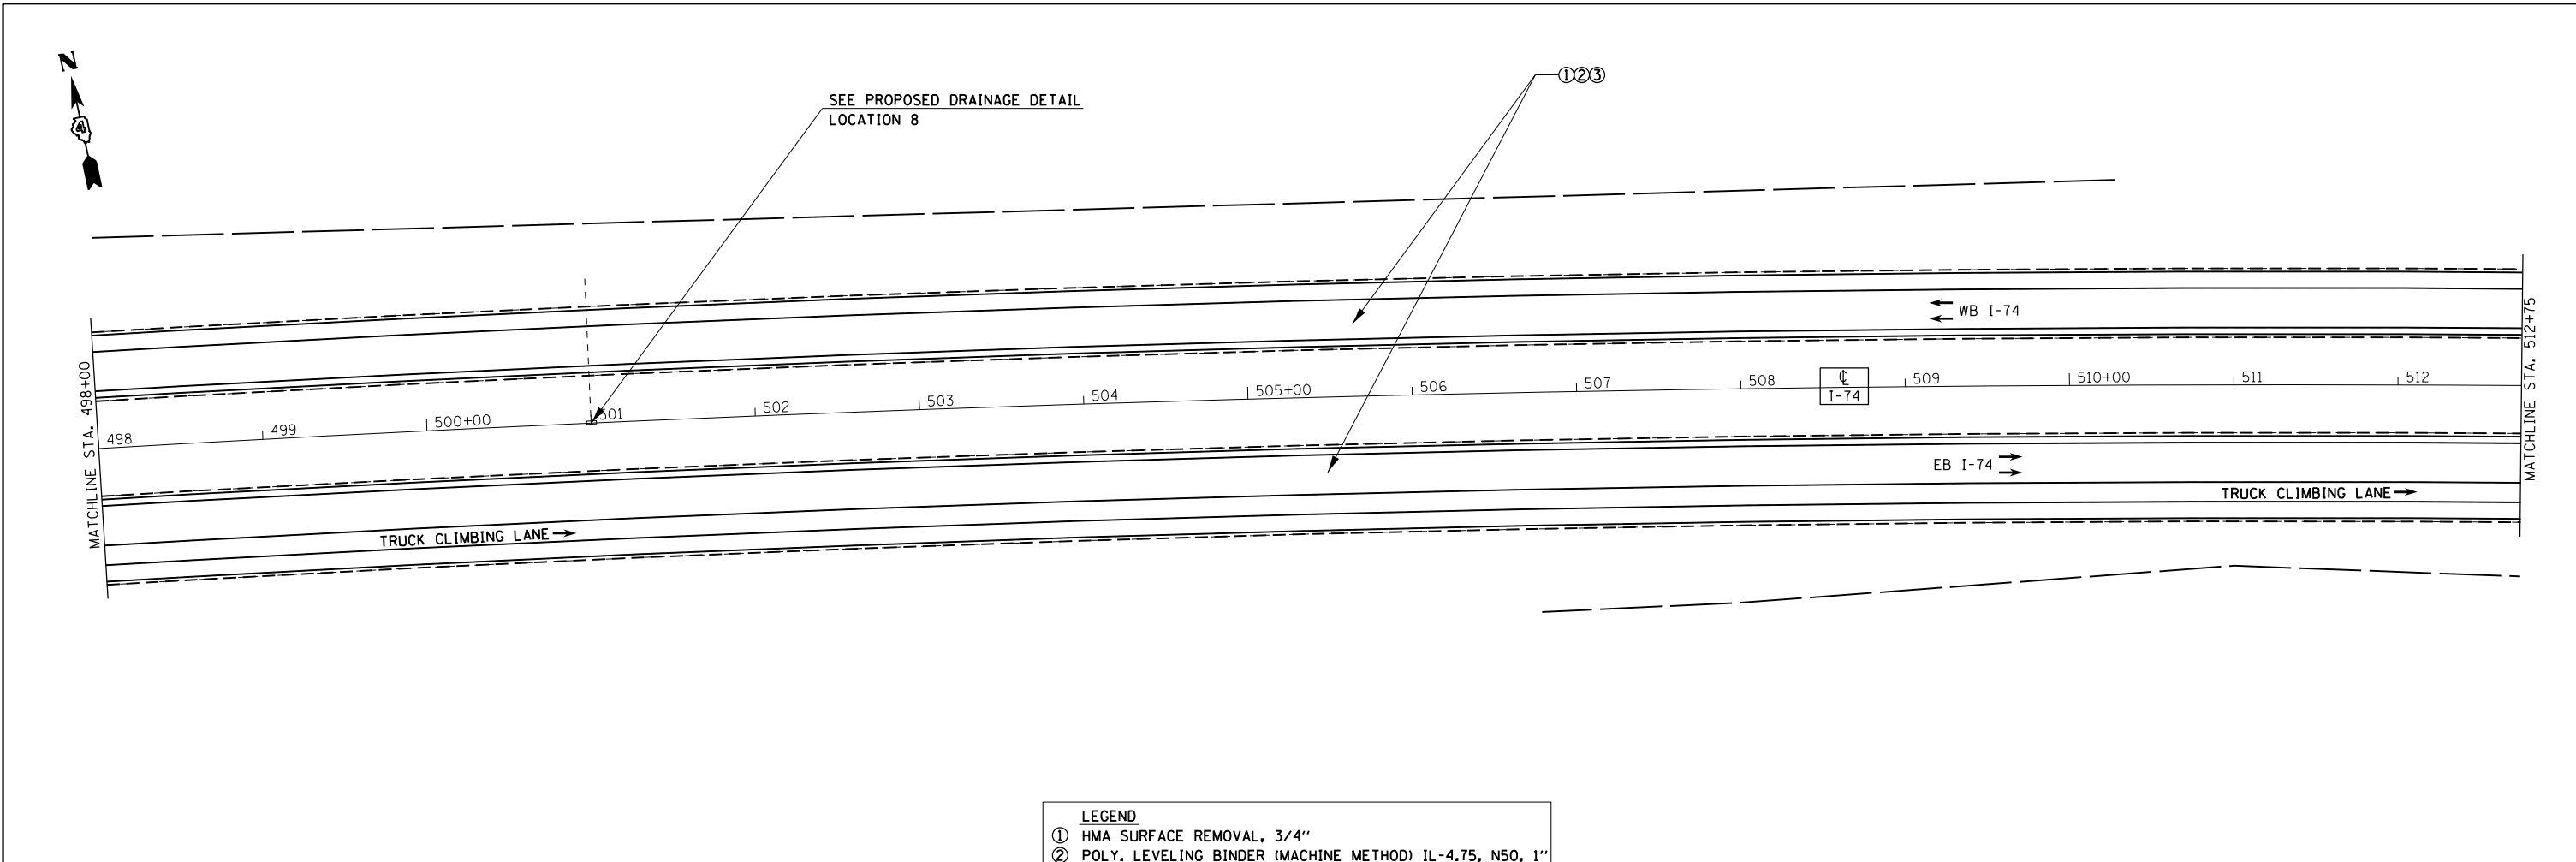 N
4
SEE PROPOSED DRAINAGE DETAIL
LOCATION 8
①②③
WB I-74
MATCHLINE STA. 498+00
498
499
500+00
501
502
503
504
505+00
506
507
508
℄
I-74
509
510+00
511
512
MATCHLINE STA. 512+75
EB I-74
TRUCK CLIMBING LANE
TRUCK CLIMBING LANE
LEGEND
① HMA SURFACE REMOVAL, 3/4''
② POLY. LEVELING BINDER (MACHINE METHOD) IL-4.75, N50, 1''